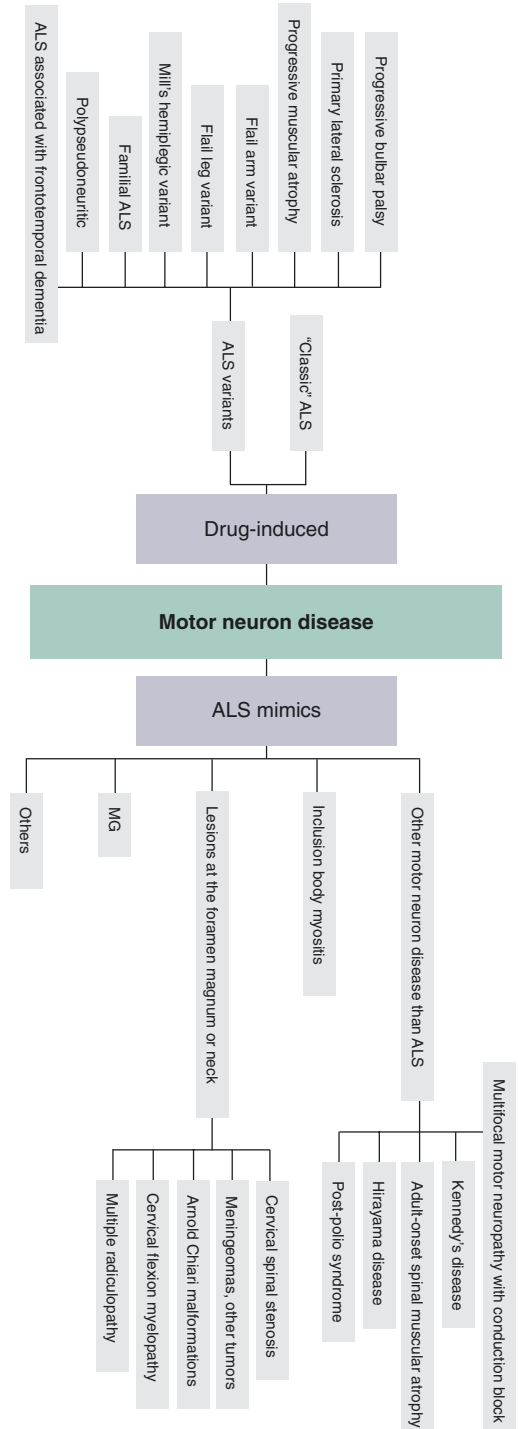 Progressive bulbar palsy
Primary lateral sclerosis
Progressive muscular atrophy
Flail arm variant
Flail leg variant
Mill's hemiplegic variant
Familial ALS
Polypseudoneuritic
ALS associated with frontotemporal dementia
"Classic" ALS
ALS variants
Drug-induced
Motor neuron disease
ALS mimics
Other motor neuron disease than ALS
Inclusion body myositis
Lesions at the foramen magnum or neck
MG
Others
Multifocal motor neuropathy with conduction block
Kennedy's disease
Adult-onset spinal muscular atrophy
Hirayama disease
Post-polio syndrome
Cervical spinal stenosis
Meningeomas, other tumors
Arnold Chiari malformations
Cervical flexion myelopathy
Multiple radiculopathy